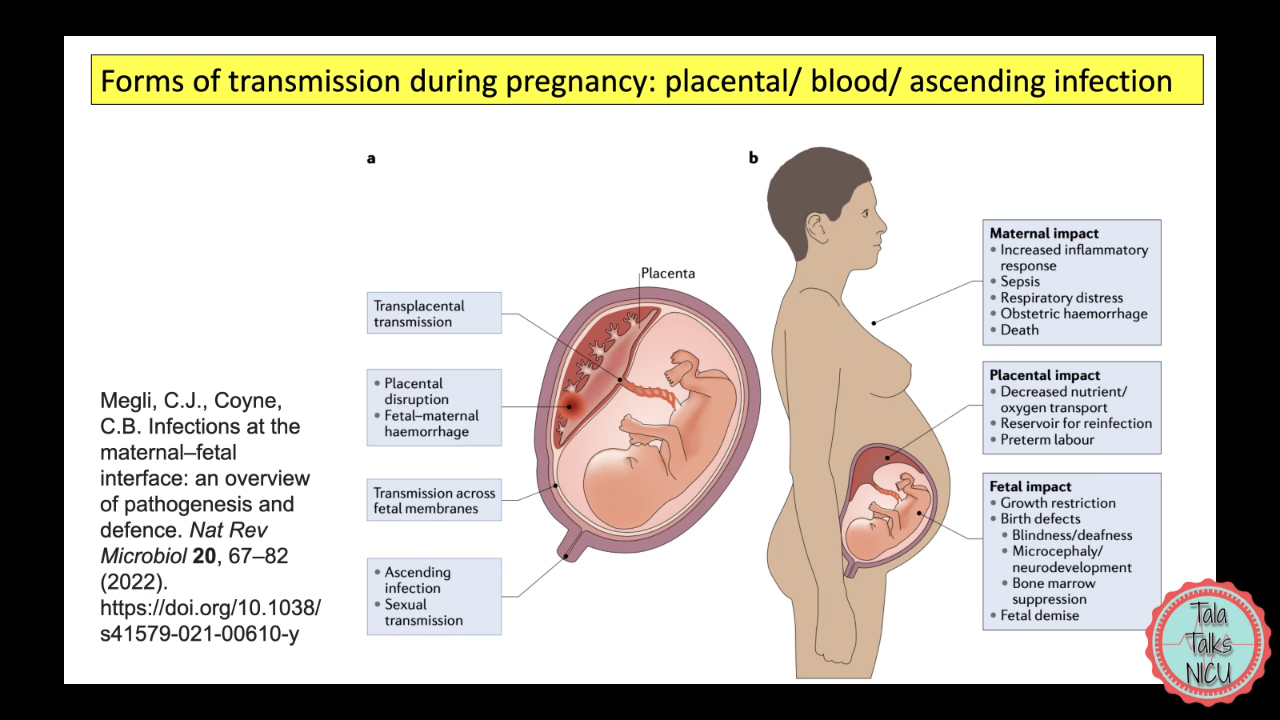 Forms of transmission during pregnancy: placental/ blood/ ascending infection
a
Placenta
Transplacental
transmission
• Placental
disruption
• Fetal–maternal
haemorrhage
Transmission across
fetal membranes
• Ascending
infection
• Sexual
transmission
Megli, C.J., Coyne,
C.B. Infections at the
maternal–fetal
interface: an overview
of pathogenesis and
defence. Nat Rev
Microbiol 20, 67–82
(2022).
https://doi.org/10.1038/
s41579-021-00610-y
b
Maternal impact
• Increased inflammatory
response
• Sepsis
• Respiratory distress
• Obstetric haemorrhage
• Death
Placental impact
• Decreased nutrient/
oxygen transport
• Reservoir for reinfection
• Preterm labour
Fetal impact
• Growth restriction
• Birth defects
• Blindness/deafness
• Microcephaly/
neurodevelopment
• Bone marrow
suppression
• Fetal demise
Tala
Talks
NICU